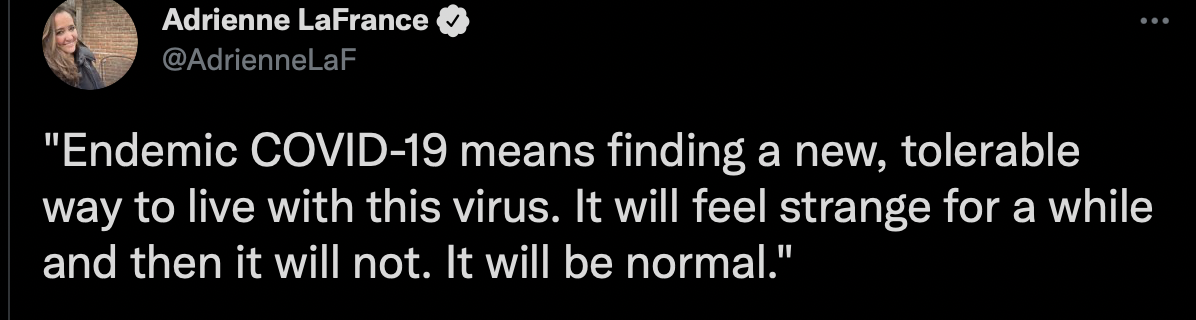 Adrienne LaFrance
@AdrienneLaF
"Endemic COVID-19 means finding a new, tolerable
way to live with this virus. It will feel strange for a while
and then it will not. It will be normal."